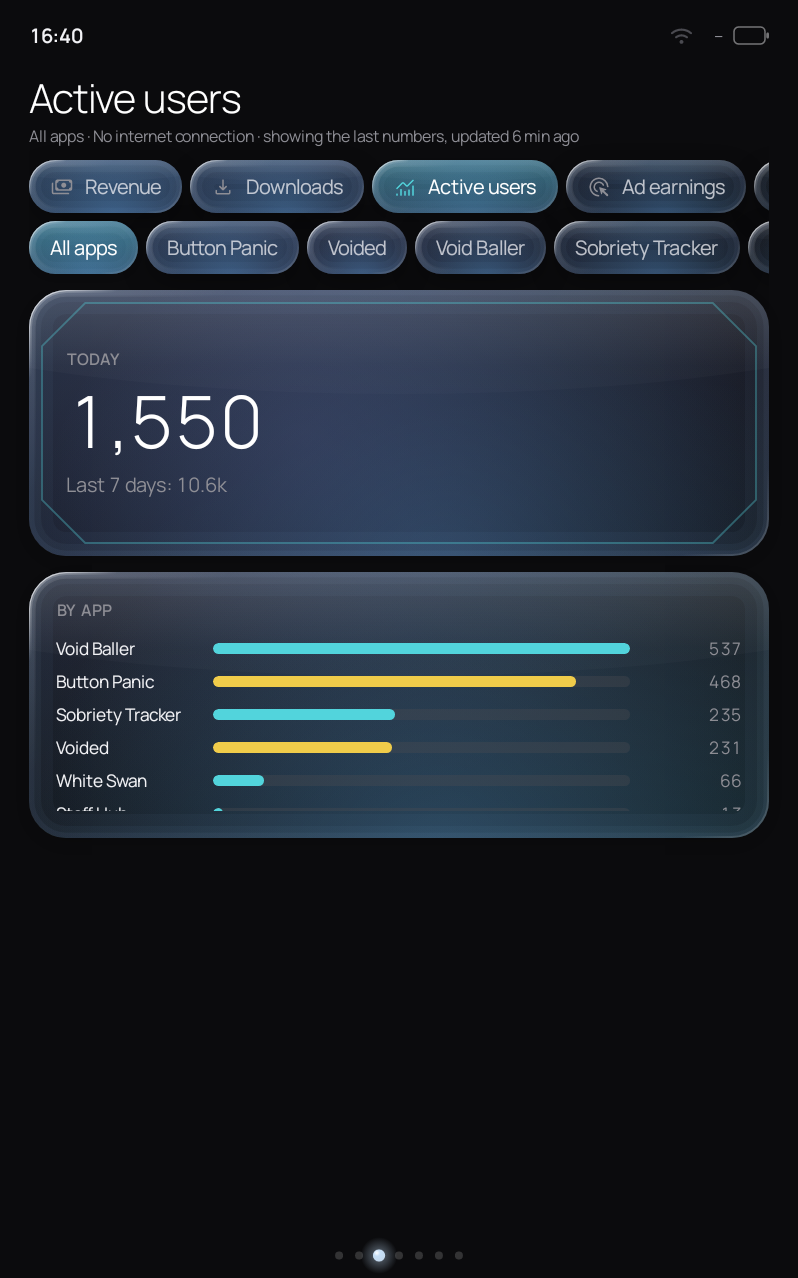 16:40
–
Active users
All apps · No internet connection · showing the last numbers, updated 6 min ago
Revenue Downloads Active users Ad earnings
All apps Button Panic Voided Void Baller Sobriety Tracker
TODAY
1,550
Last 7 days: 10.6k
BY APP
Void Baller 537
Button Panic 468
Sobriety Tracker 235
Voided 231
White Swan 66